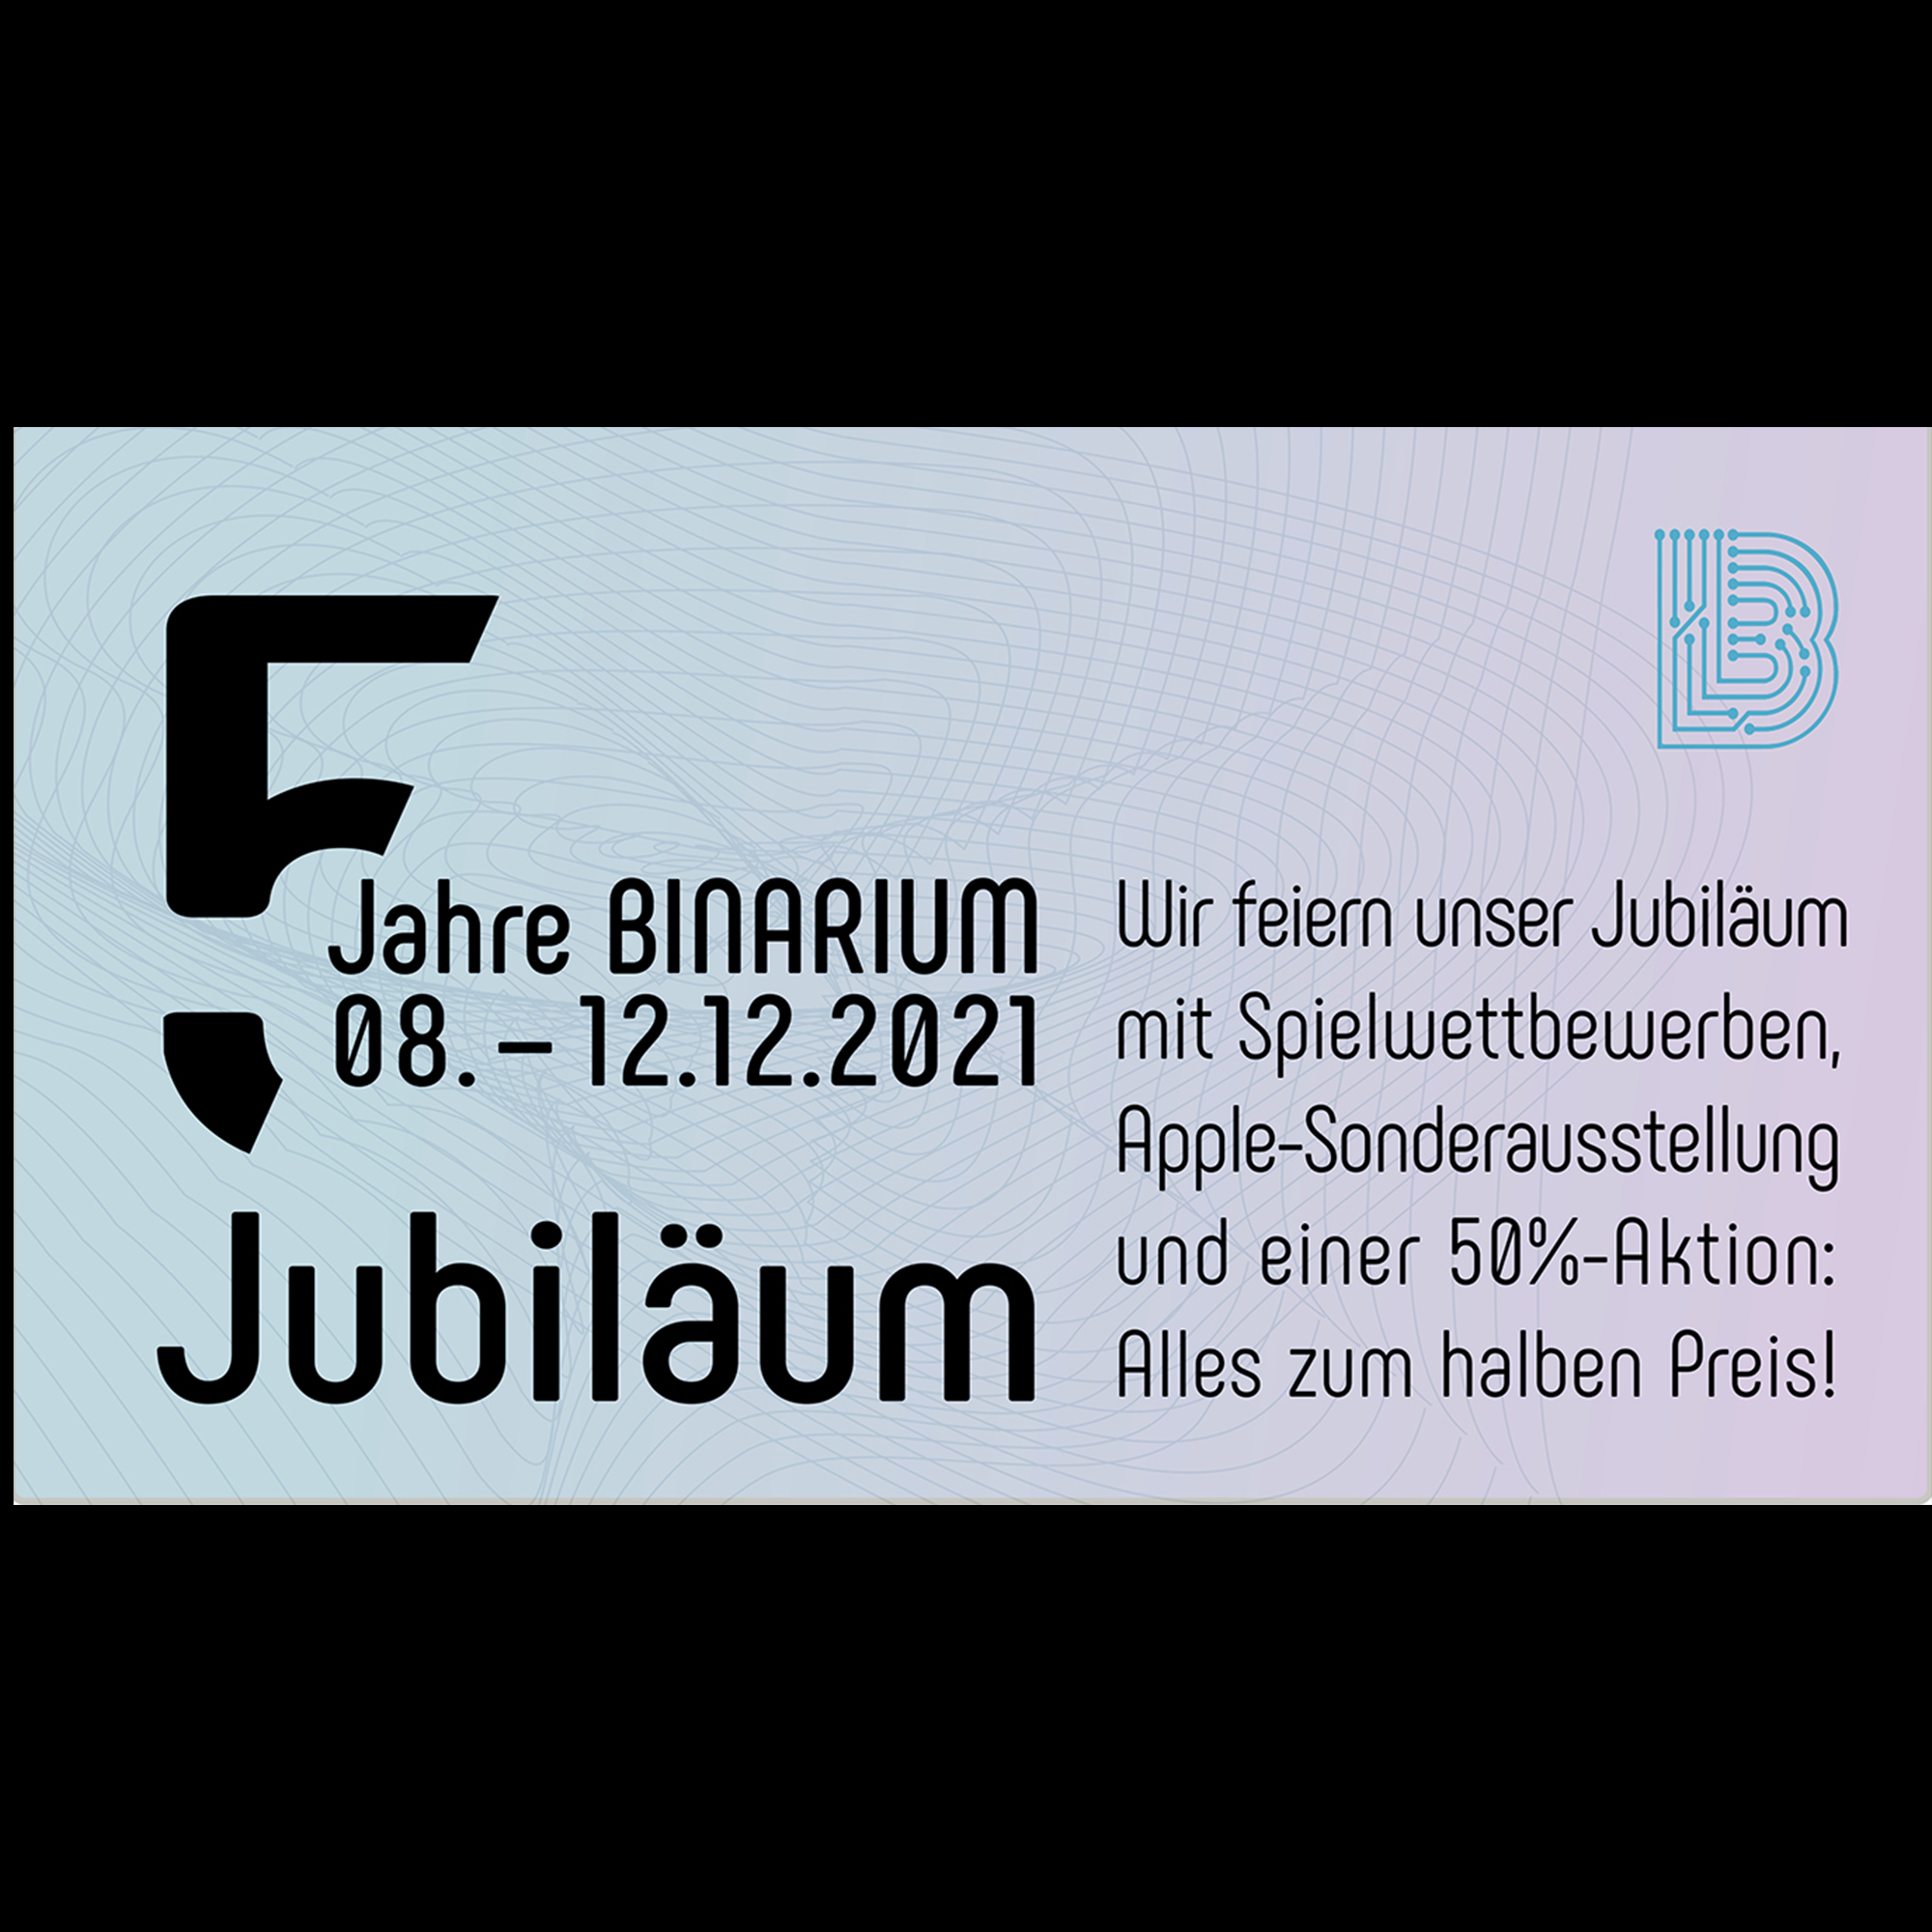 5
Jahre BINARIUM
08. – 12.12.2021
Jubiläum
B
Wir feiern unser Jubiläum
mit Spielwettbewerben,
Apple-Sonderausstellung
und einer 50%-Aktion:
Alles zum halben Preis!